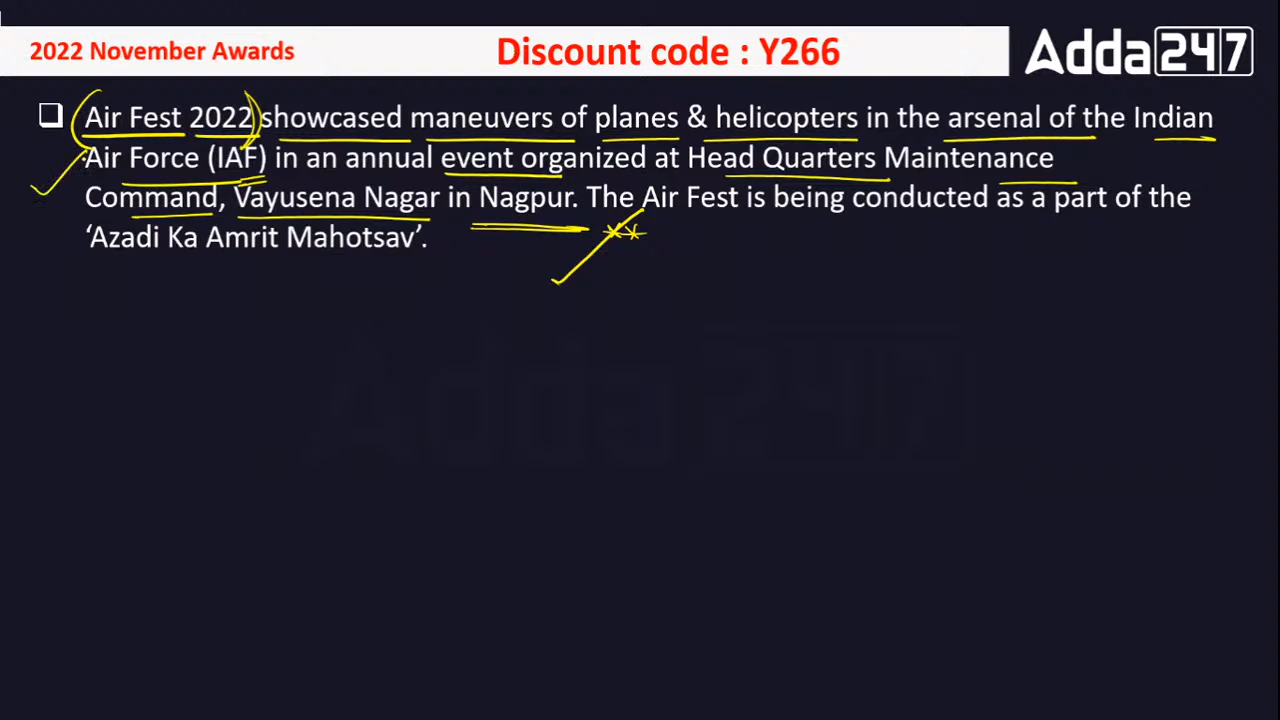 2022 November Awards
Discount code : Y266
Adda247
❑ Air Fest 2022 showcased maneuvers of planes & helicopters in the arsenal of the Indian
Air Force (IAF) in an annual event organized at Head Quarters Maintenance
Command, Vayusena Nagar in Nagpur. The Air Fest is being conducted as a part of the
‘Azadi Ka Amrit Mahotsav’.
**
Adda247